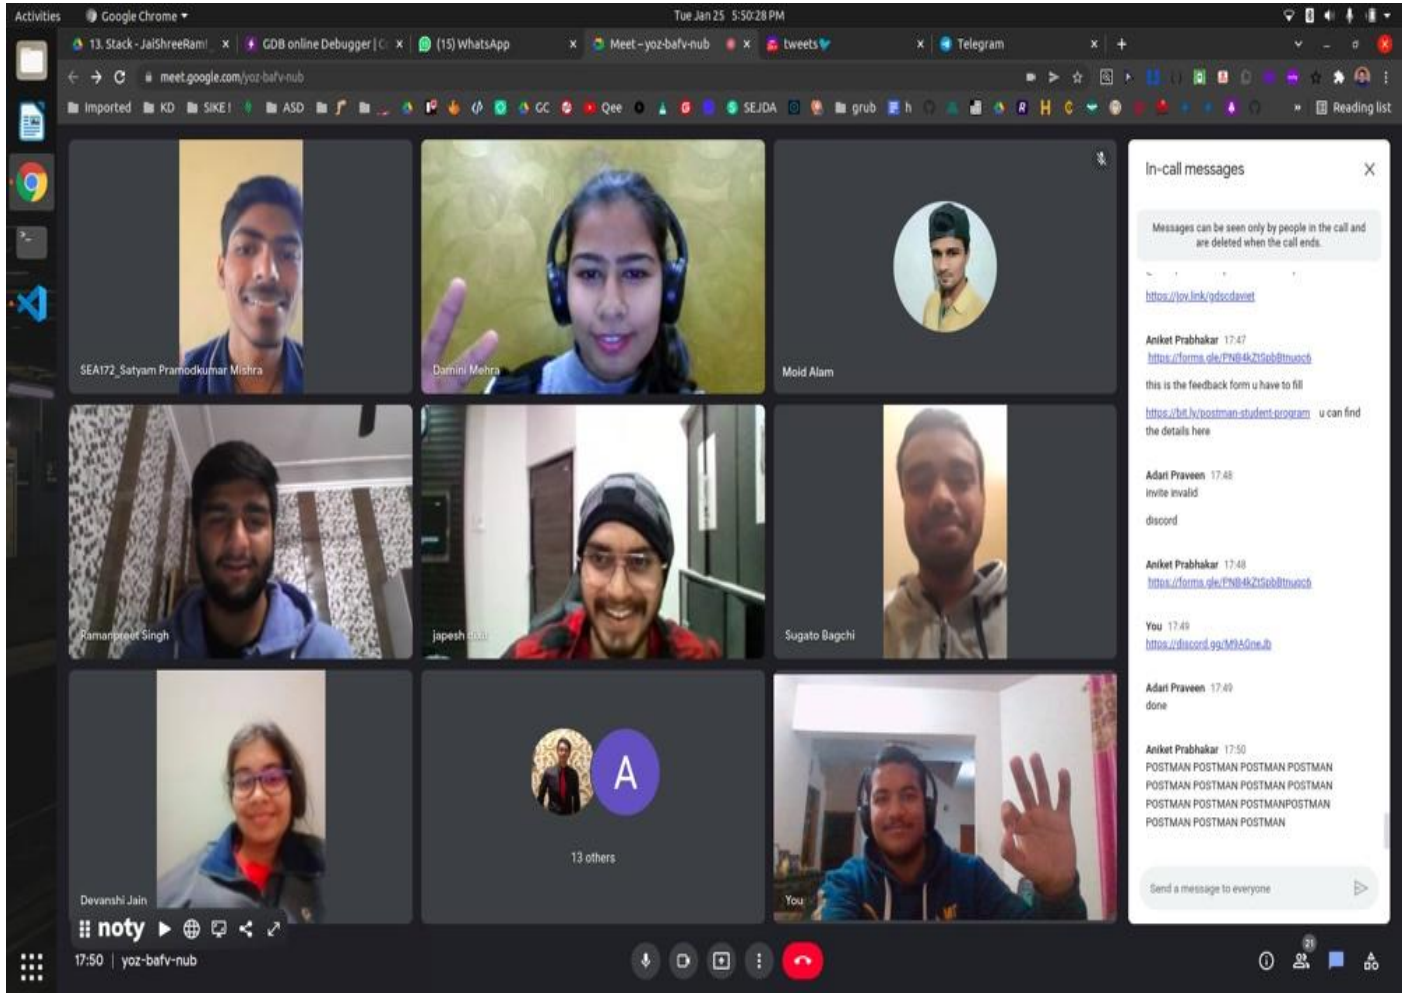 Activities
Google Chrome
Tue Jan 25 5:50:28 PM
13. Stack - JaiShreeRam!
GDB online Debugger | C
(15) WhatsApp
Meet – yoz-bafv-nub
tweets
Telegram
meet.google.com/yoz-bafv-nub
Imported
KD
SIKE!
ASD
GC
Qee
SEJDA
grub
h
Reading list
SEA172_Satyam Pramodkumar Mishra
Damini Mehra
Moid Alam
Ramanpreet Singh
japesh
Sugato Bagchi
Devanshi Jain
A
13 others
You
In-call messages
Messages can be seen only by people in the call and
are deleted when the call ends.
https://joy.link/gdscdaviet
Aniket Prabhakar 17:47
this is the feedback form u have to fill
https://bit.ly/postman-student-program u can find
the details here
Adari Praveen 17:48
invite invalid
discord
Aniket Prabhakar 17:48
You 17:49
https://discord.gg/M9AGneJb
Adari Praveen 17:49
done
Aniket Prabhakar 17:50
POSTMAN POSTMAN POSTMAN POSTMAN
POSTMAN POSTMAN POSTMAN POSTMAN
POSTMAN POSTMAN POSTMANPOSTMAN
POSTMAN POSTMAN POSTMAN
Send a message to everyone
noty
17:50 | yoz-bafv-nub
21